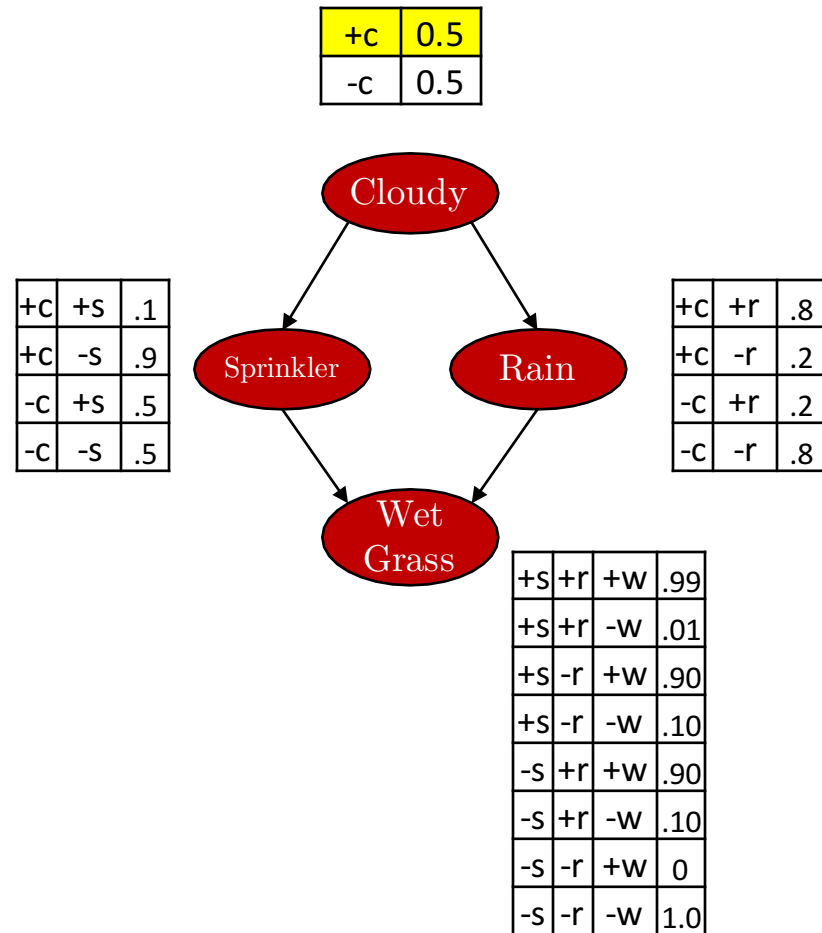 +c 0.5
-c 0.5
Cloudy
+c +s .1
+c -s .9
-c +s .5
-c -s .5
Sprinkler
Rain
+c +r .8
+c -r .2
-c +r .2
-c -r .8
Wet
Grass
+s +r +w .99
+s +r -w .01
+s -r +w .90
+s -r -w .10
-s +r +w .90
-s +r -w .10
-s -r +w 0
-s -r -w 1.0